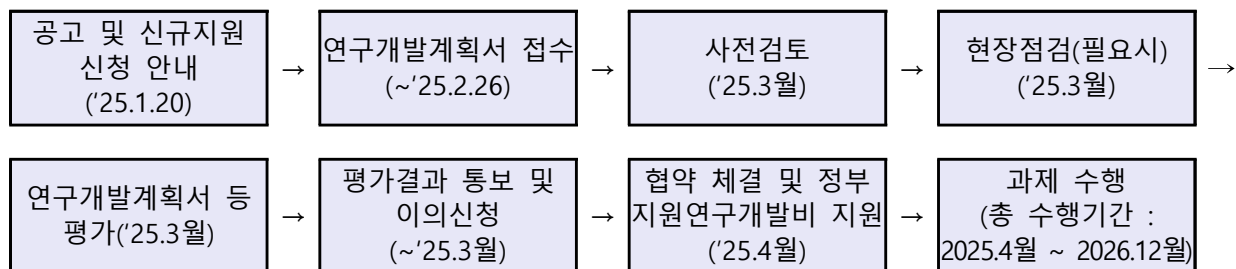 공고 및 신규지원
신청 안내
('25.1.20)
→
연구개발계획서 접수
(~'25.2.26)
→
사전검토
('25.3월)
→
현장점검(필요시)
('25.3월)
→
연구개발계획서 등
평가('25.3월)
→
평가결과 통보 및
이의신청
(~'25.3월)
→
협약 체결 및 정부
지원연구개발비 지원
('25.4월)
→
과제 수행
(총 수행기간 :
2025.4월 ~ 2026.12월)